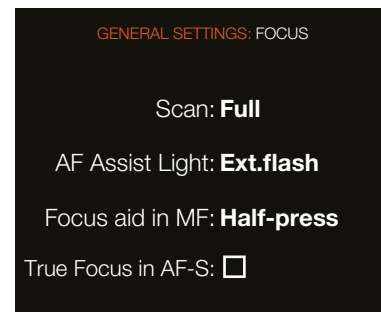 GENERAL SETTINGS: FOCUS
Scan: Full
AF Assist Light: Ext.flash
Focus aid in MF: Half-press
True Focus in AF-S: